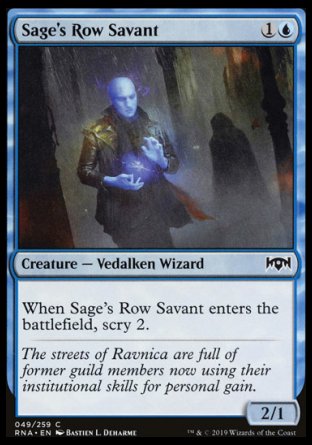 Sage's Row Savant 1
Creature — Vedalken Wizard
When Sage's Row Savant enters the
battlefield, scry 2.
The streets of Ravnica are full of
former guild members now using their
institutional skills for personal gain.
2/1
049/259 C
RNA • EN Bastien L. Deharme ™ & © 2019 Wizards of the Coast